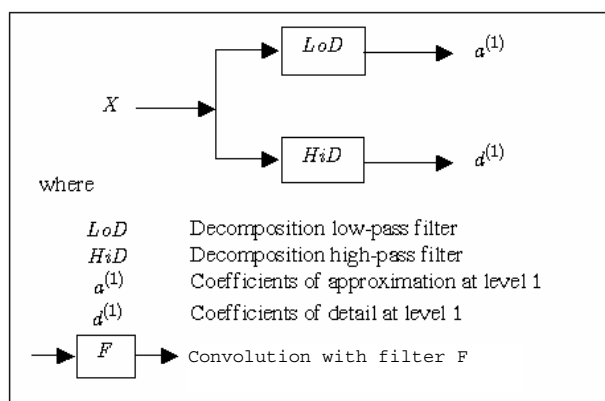 LoD a⁽¹⁾
X
HiD d⁽¹⁾
where
LoD Decomposition low-pass filter
HiD Decomposition high-pass filter
a⁽¹⁾ Coefficients of approximation at level 1
d⁽¹⁾ Coefficients of detail at level 1
F Convolution with filter F